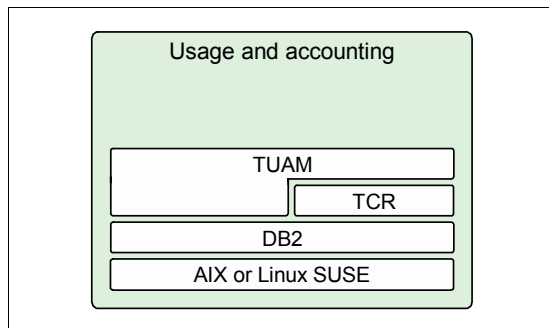 Usage and accounting
TUAM
TCR
DB2
AIX or Linux SUSE